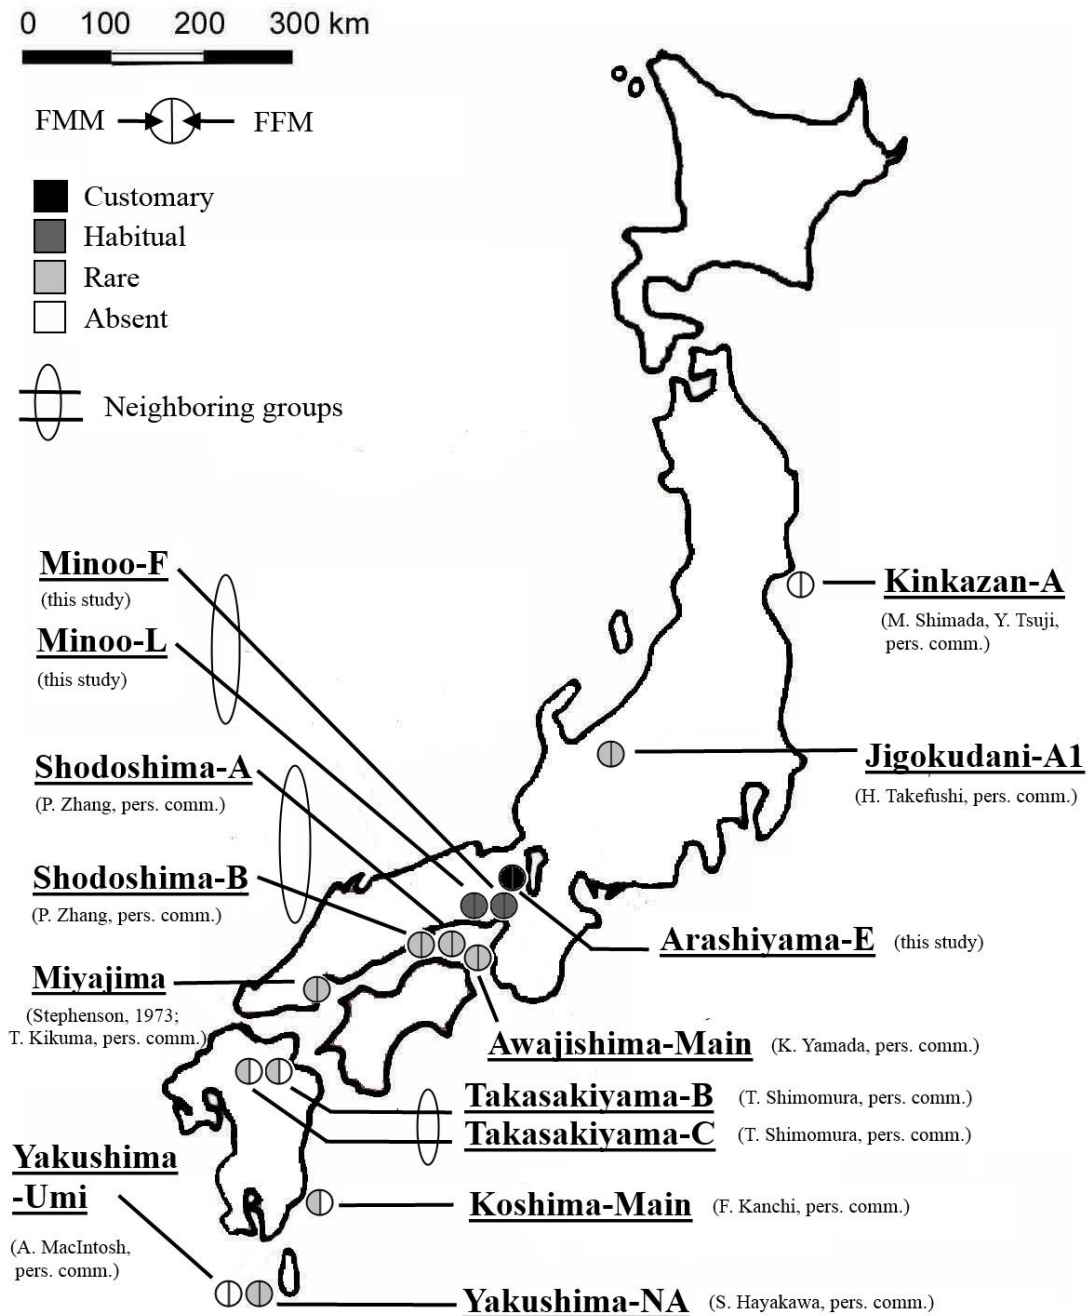 0 100 200 300 km
FMM FFM
Customary
Habitual
Rare
Absent
Neighboring groups
Minoo-F
(this study)
Minoo-L
(this study)
Shodoshima-A
(P. Zhang, pers. comm.)
Shodoshima-B
(P. Zhang, pers. comm.)
Miyajima
(Stephenson, 1973;
T. Kikuma, pers. comm.)
Kinkazan-A
(M. Shimada, Y. Tsuji,
pers. comm.)
Jigokudani-A1
(H. Takefushi, pers. comm.)
Arashiyama-E (this study)
Awajishima-Main (K. Yamada, pers. comm.)
Takasakiyama-B (T. Shimomura, pers. comm.)
Takasakiyama-C (T. Shimomura, pers. comm.)
Yakushima
-Umi
(A. MacIntosh,
pers. comm.)
Koshima-Main (F. Kanchi, pers. comm.)
Yakushima-NA (S. Hayakawa, pers. comm.)